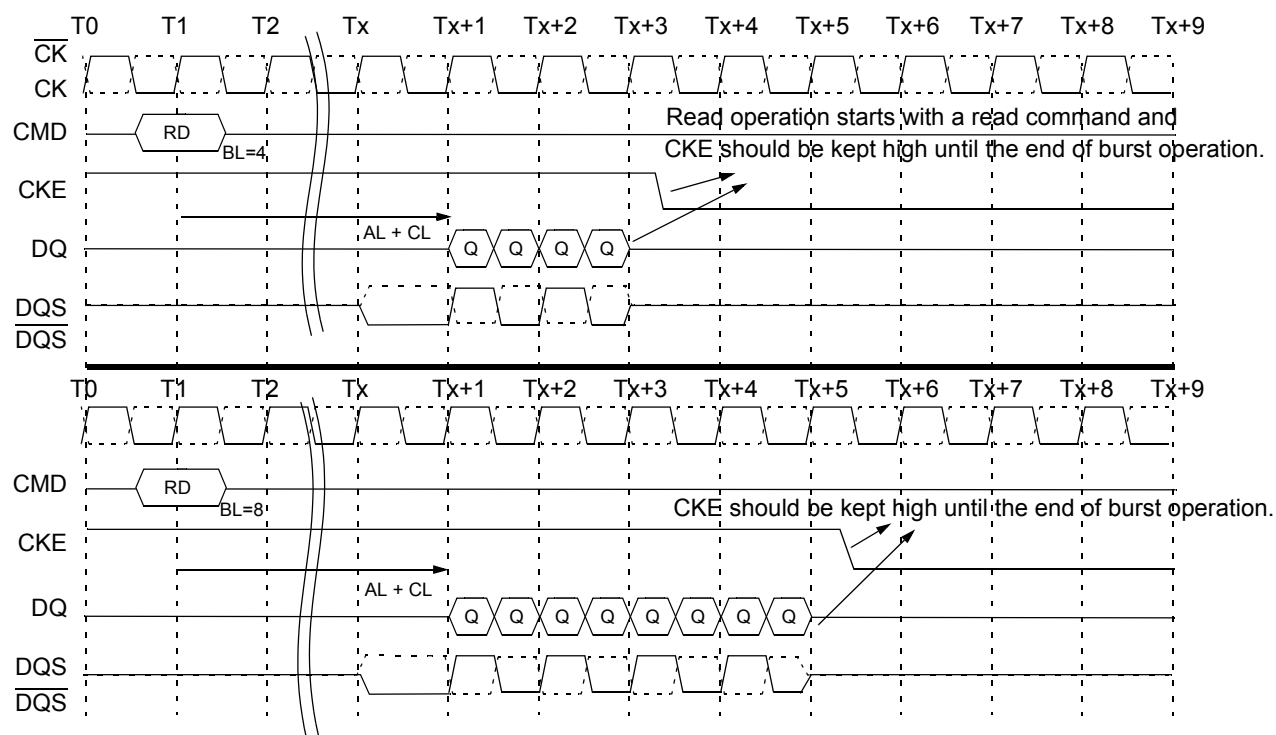 T0 T1 T2 Tx Tx+1 Tx+2 Tx+3 Tx+4 Tx+5 Tx+6 Tx+7 Tx+8 Tx+9
CK
CK
CMD RD BL=4
Read operation starts with a read command and
CKE should be kept high until the end of burst operation.
CKE
AL + CL
DQ Q Q Q Q
DQS
DQS
T0 T1 T2 Tx Tx+1 Tx+2 Tx+3 Tx+4 Tx+5 Tx+6 Tx+7 Tx+8 Tx+9
CMD RD BL=8
CKE should be kept high until the end of burst operation.
CKE
AL + CL
DQ Q Q Q Q Q Q Q Q
DQS
DQS